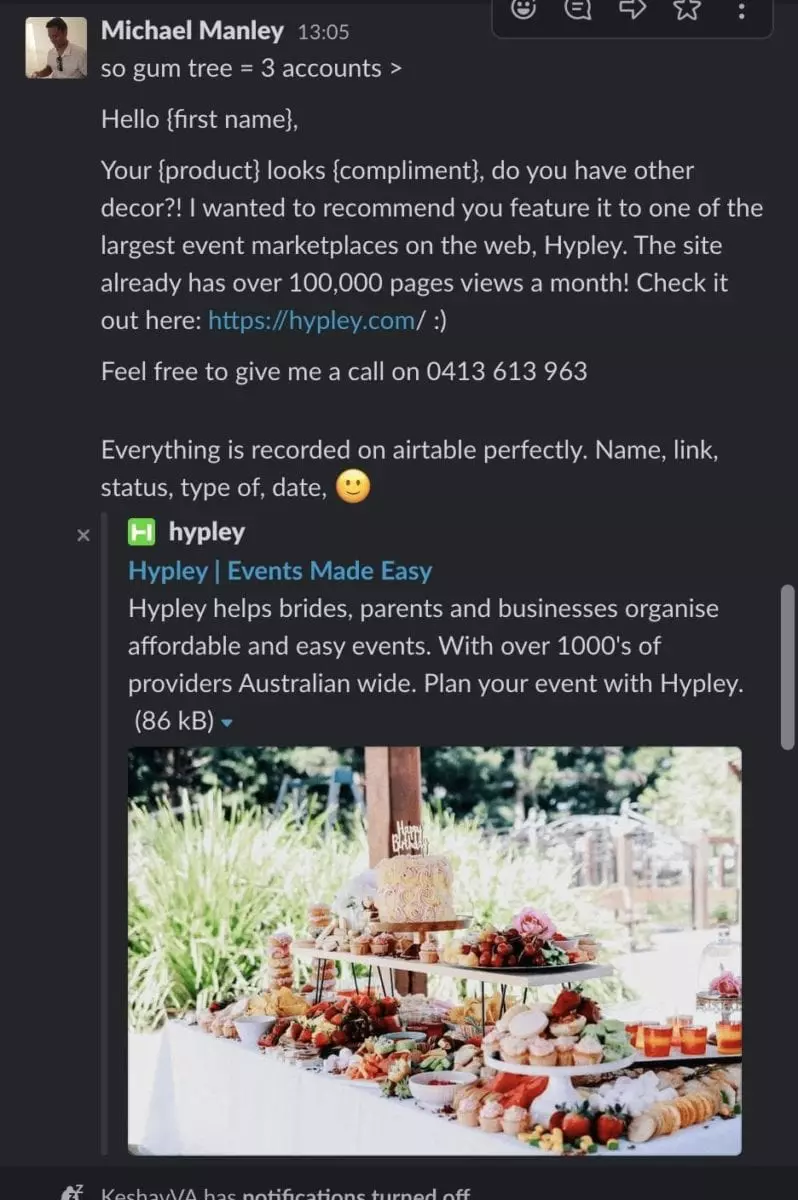 Michael Manley 13:05
so gum tree = 3 accounts >
Hello {first name},
Your {product} looks {compliment}, do you have other
decor?! I wanted to recommend you feature it to one of the
largest event marketplaces on the web, Hypley. The site
already has over 100,000 pages views a month! Check it
out here: https://hypley.com/ :)
Feel free to give me a call on 0413 613 963
Everything is recorded on airtable perfectly. Name, link,
status, type of, date, 🙂
H hypley
Hypley | Events Made Easy
Hypley helps brides, parents and businesses organise
affordable and easy events. With over 1000's of
providers Australian wide. Plan your event with Hypley.
(86 kB)
Happy
Birthday
KeshavVA has notifications turned off